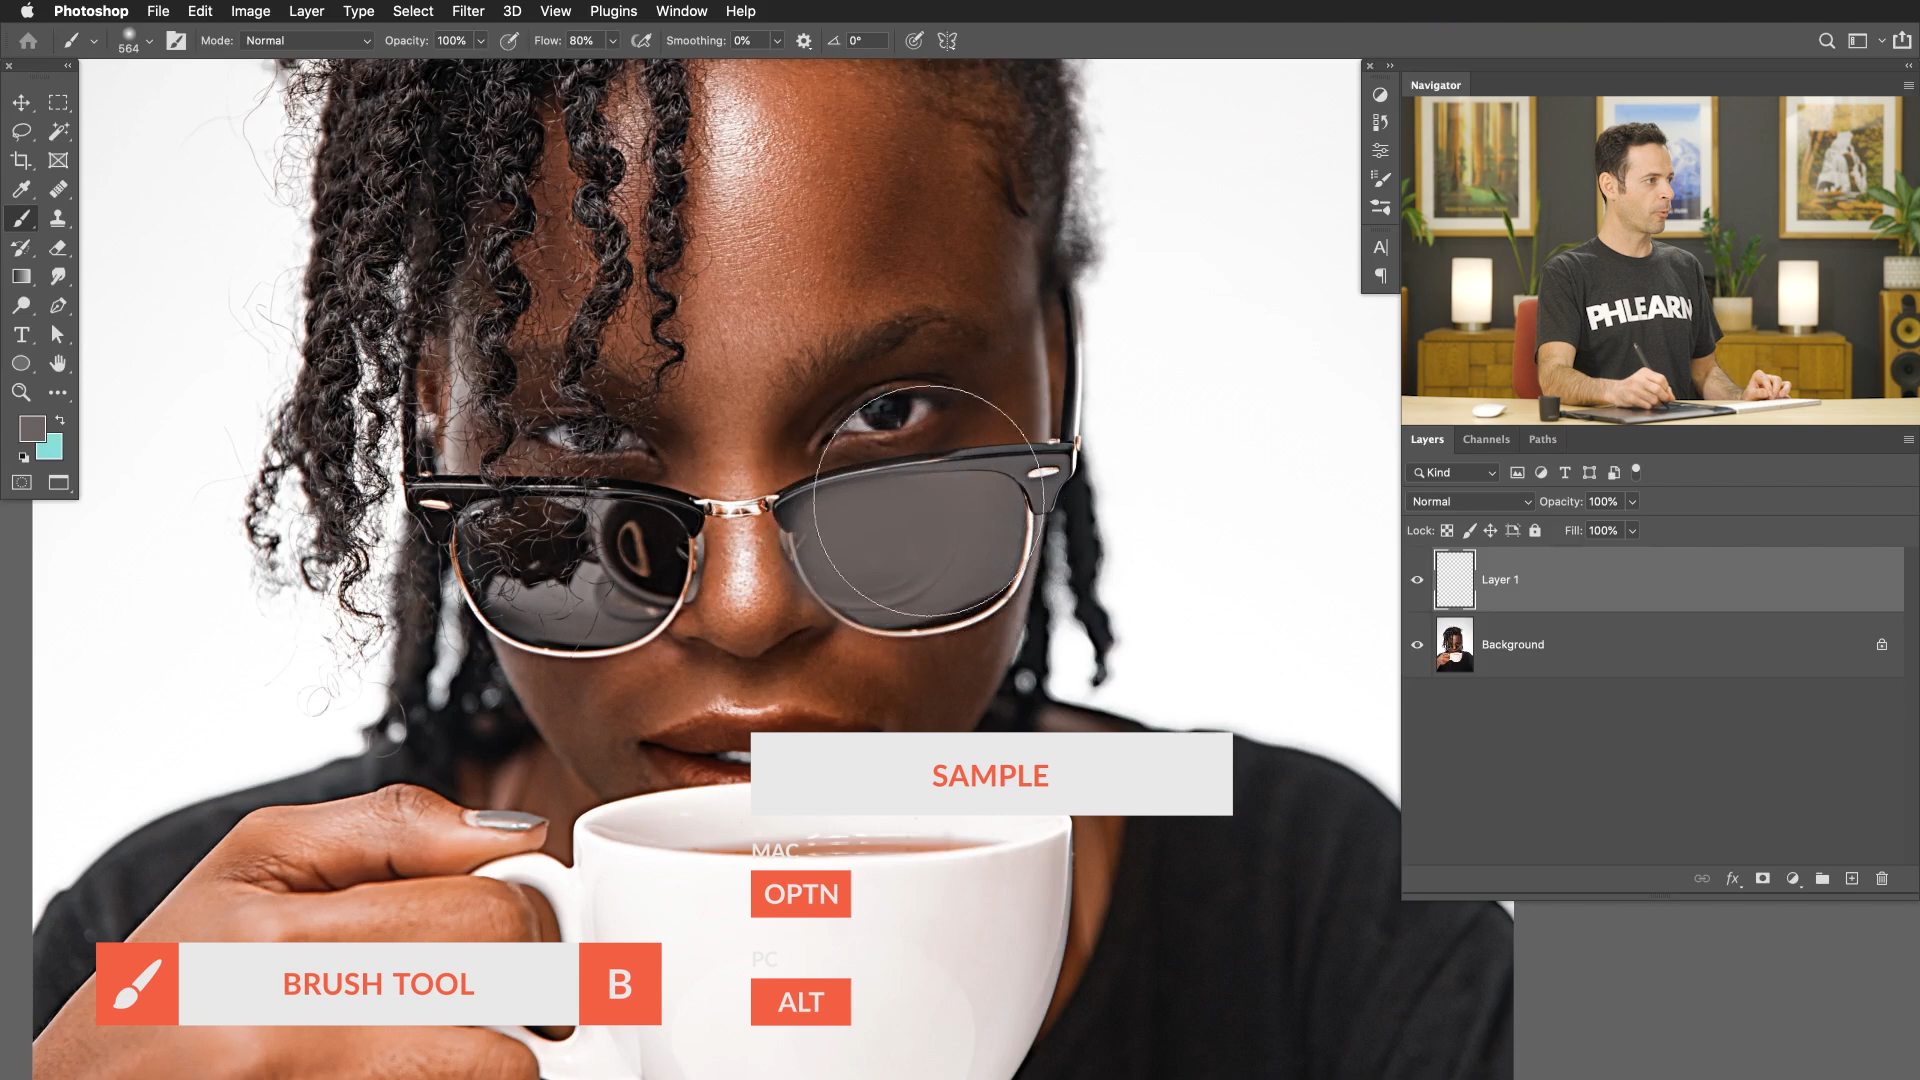 Photoshop File Edit Image Layer Type Select Filter 3D View Plugins Window Help
564 Mode: Normal Opacity: 100% Flow: 80% Smoothing: 0% 0°
Navigator
PHLEARN
Layers Channels Paths
Kind
Normal Opacity: 100%
Lock: Fill: 100%
Layer 1
Background
SAMPLE
MAC
OPTN
PC
ALT
BRUSH TOOL B